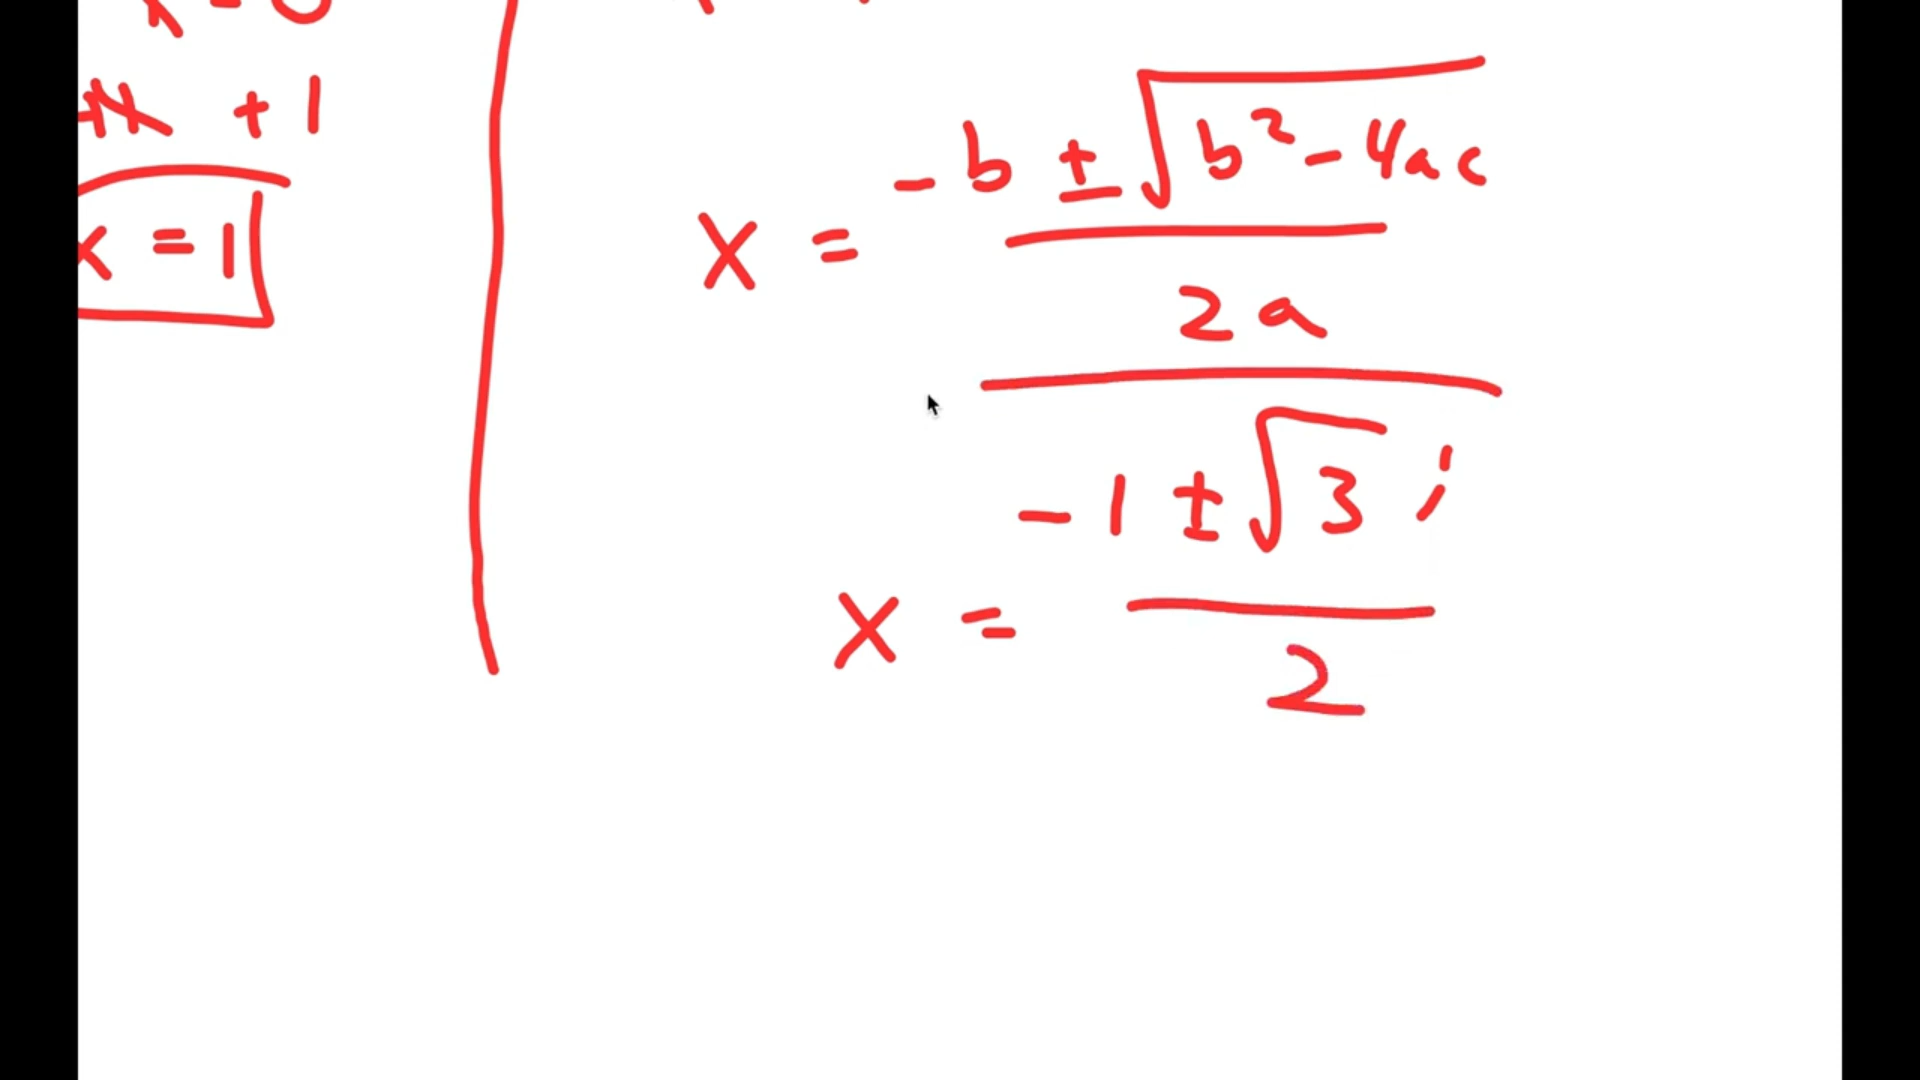 + 1
x = 1
x = -b ± √(b² - 4ac) / 2a
x = -1 ± √3 i / 2